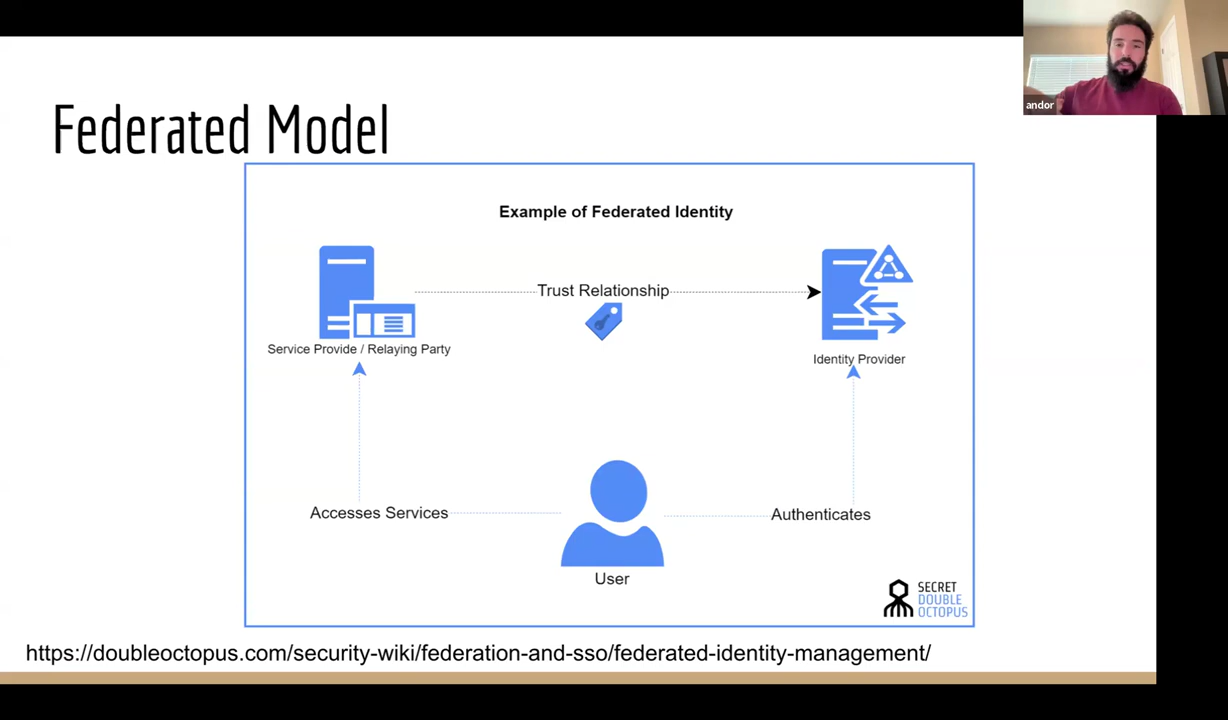 andor
Federated Model
Example of Federated Identity
Trust Relationship
Service Provide / Relaying Party
Identity Provider
Accesses Services
Authenticates
User
SECRET
DOUBLE
OCTOPUS
https://doubleoctopus.com/security-wiki/federation-and-sso/federated-identity-management/